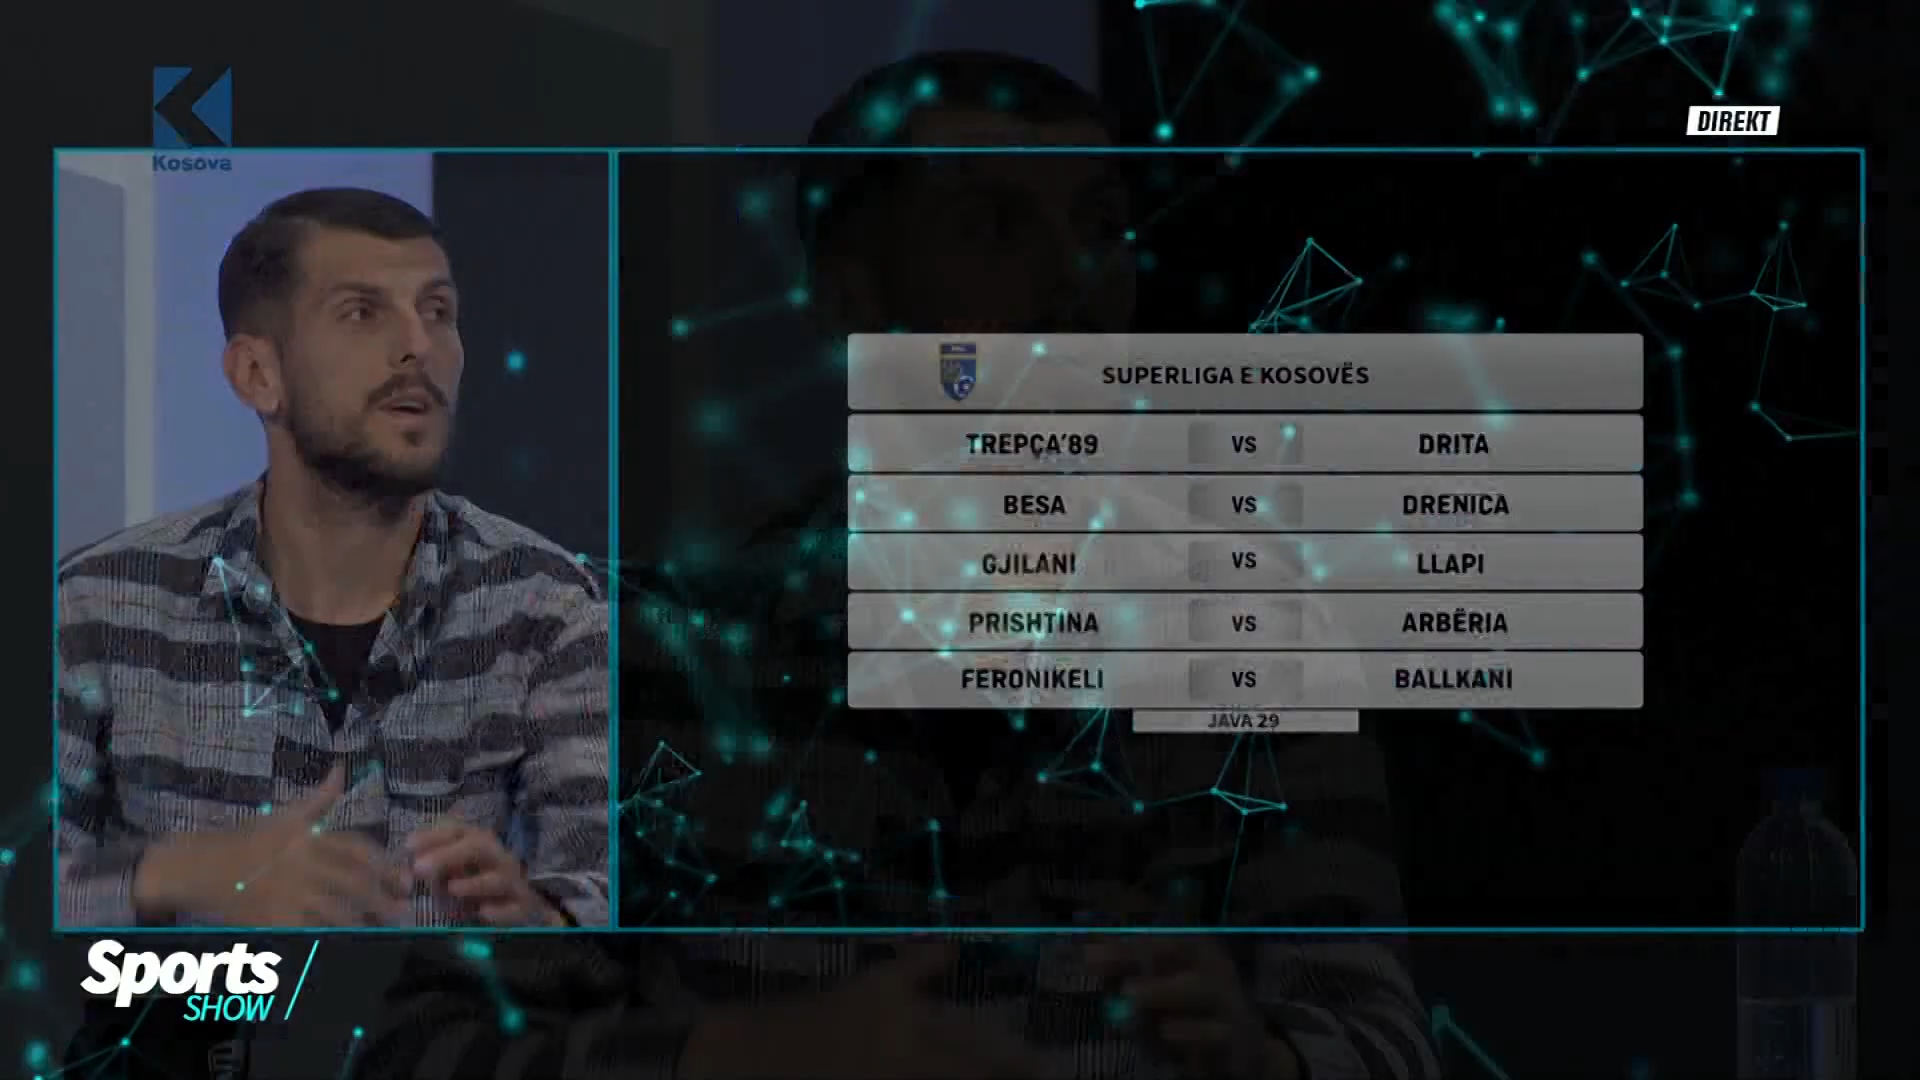 Kosova
DIREKT
SUPERLIGA E KOSOVËS
TREPÇA'89 VS DRITA
BESA VS DRENICA
GJILANI VS LLAPI
PRISHTINA VS ARBËRIA
FERONIKELI VS BALLKANI
JAVA 29
Sports
SHOW